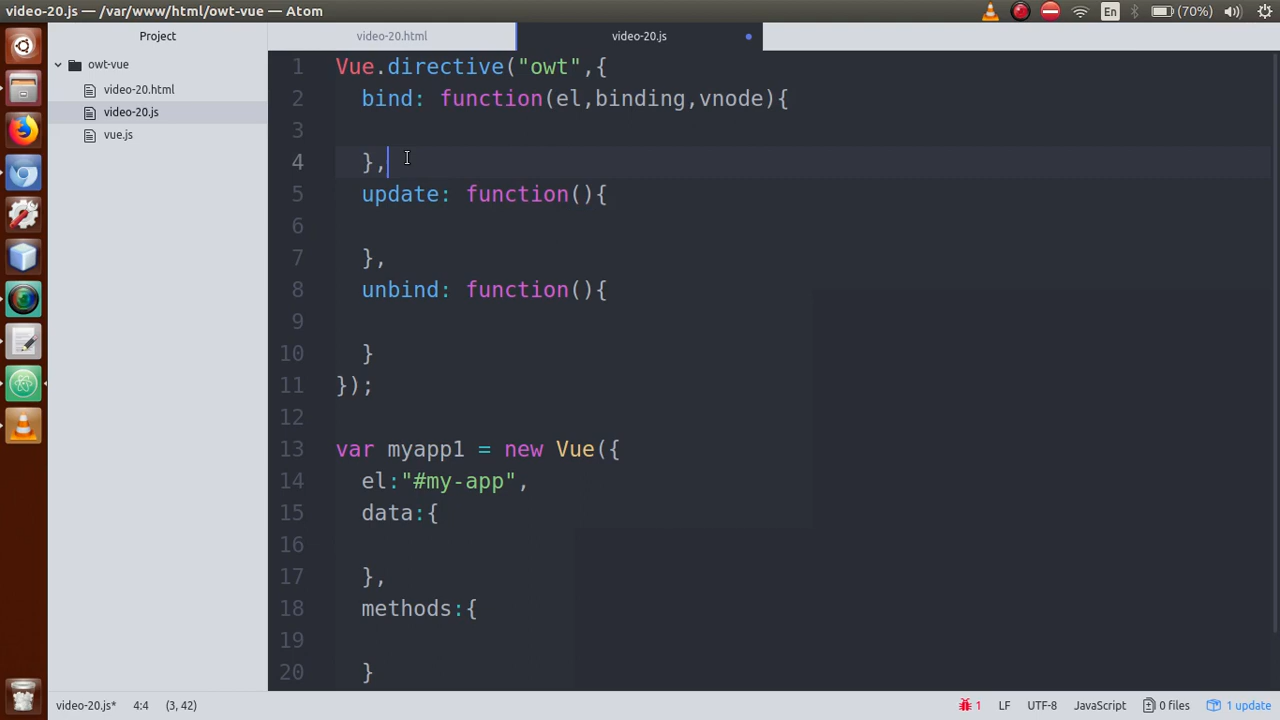 video-20.js — /var/www/html/owt-vue — Atom
En
(70%)
Project
video-20.html
video-20.js
owt-vue
video-20.html
video-20.js
vue.js
1 Vue.directive("owt",{
2 bind: function(el,binding,vnode){
3
4 },
5 update: function(){
6
7 },
8 unbind: function(){
9
10 }
11 });
12
13 var myapp1 = new Vue({
14 el:"#my-app",
15 data:{
16
17 },
18 methods:{
19
20 }
video-20.js* 4:4 (3, 42) 1 LF UTF-8 JavaScript 0 files 1 update